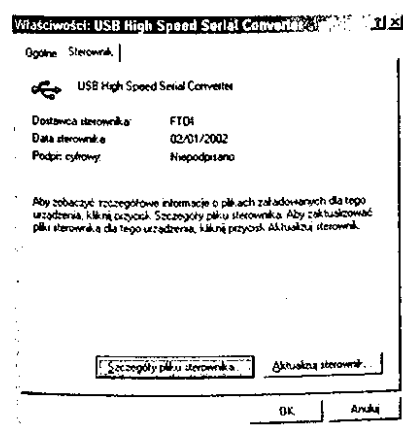 Właściwości: USB High Speed Serial Converter
Ogólne Sterownik
USB High Speed Serial Converter
Dostawca sterownika: FTDI
Data sterownika: 02/01/2002
Podpis cyfrowy: Niepodpisano
Aby zobaczyć szczegółowe informacje o plikach załadowanych dla tego
urządzenia, kliknij przycisk Szczegóły pliku sterownika. Aby zaktualizować
pliki sterownika dla tego urządzenia, kliknij przycisk Aktualizuj sterownik.
Szczegóły pliku sterownika... Aktualizuj sterownik...
OK Anuluj